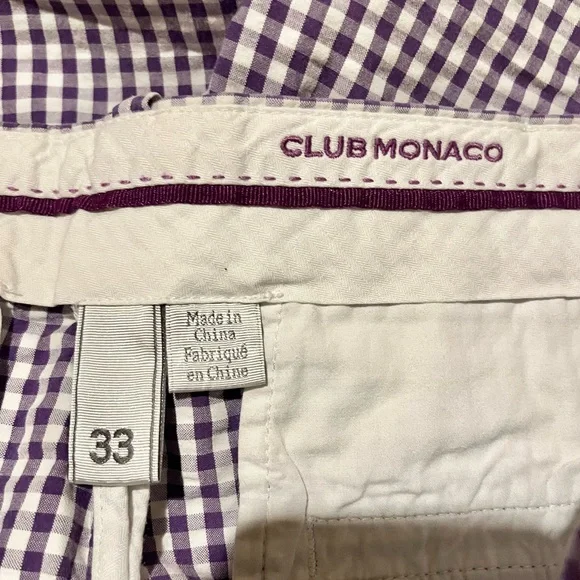 CLUB MONACO
Made in
China
Fabriqué
en Chine
33